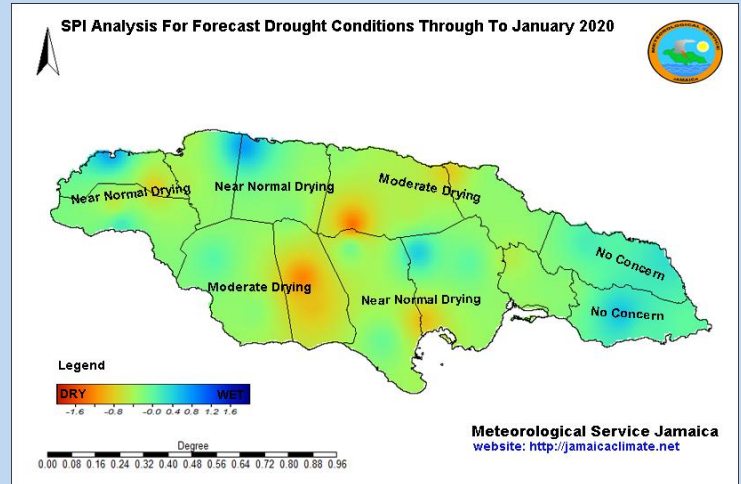 SPI Analysis For Forecast Drought Conditions Through To January 2020
METEOROLOGICAL SERVICE
JAMAICA
Near Normal Drying
Near Normal Drying
Moderate Drying
No Concern
Moderate Drying
Near Normal Drying
No Concern
Legend
DRY WET
-1.6 -0.8 -0.0 0.4 0.8 1.2 1.6
Meteorological Service Jamaica
website: http://jamaicaclimate.net
Degree
0.00 0.08 0.16 0.24 0.32 0.40 0.48 0.56 0.64 0.72 0.80 0.88 0.96